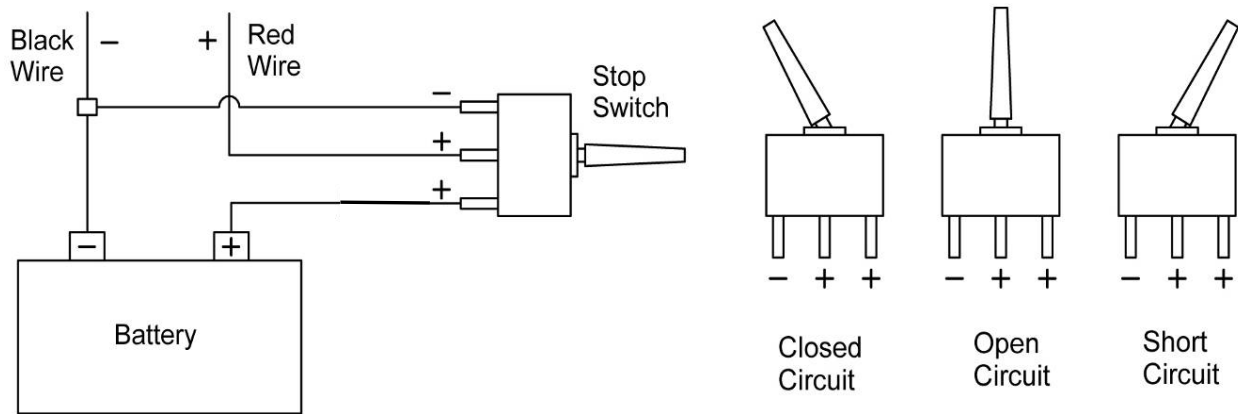 Black
Wire
−
+
Red
Wire
Stop
Switch
−
+
+
−
+
Battery
− + +
− + +
− + +
Closed
Circuit
Open
Circuit
Short
Circuit